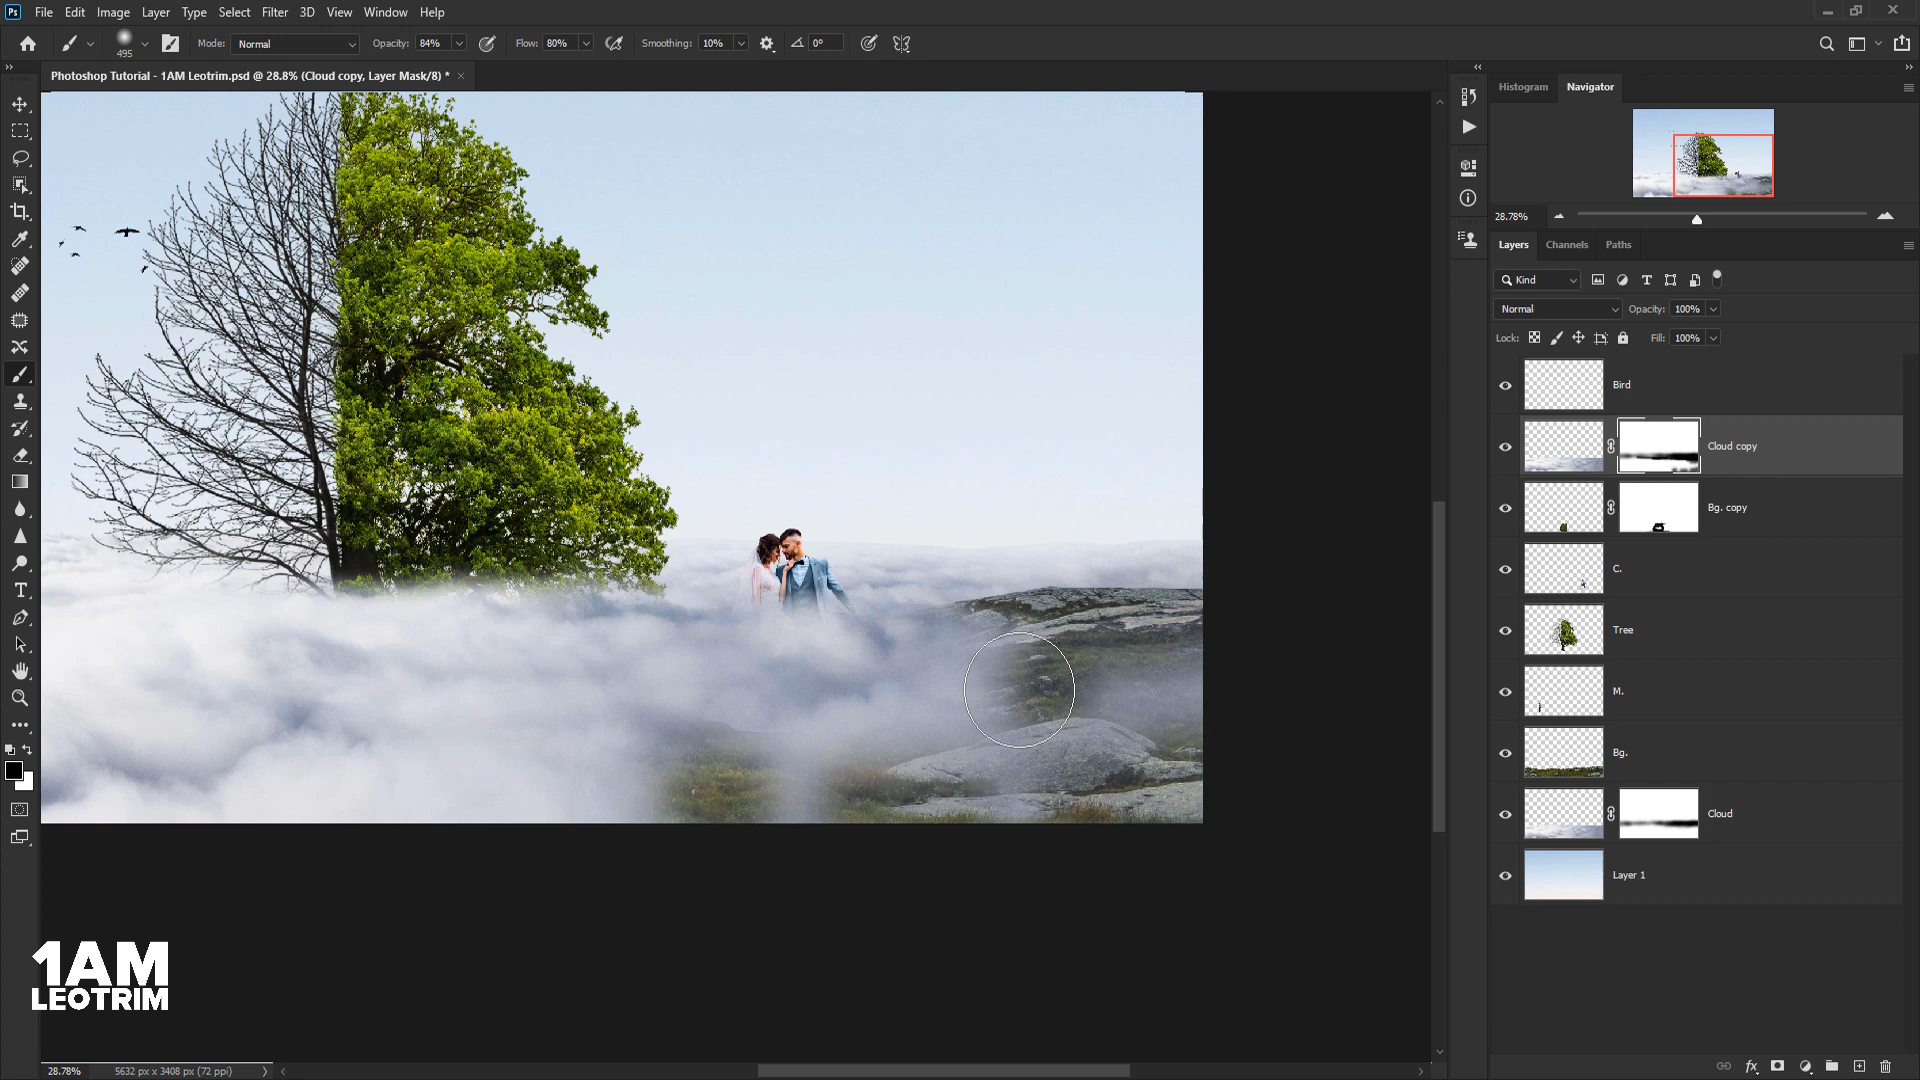 Ps File Edit Image Layer Type Select Filter 3D View Window Help
495 Mode: Normal Opacity: 84% Flow: 80% Smoothing: 10% 0°
Photoshop Tutorial - 1AM Leotrim.psd @ 28.8% (Cloud copy, Layer Mask/8) *
Histogram Navigator
28.78%
Layers Channels Paths
Kind
Normal Opacity: 100%
Lock: Fill: 100%
Bird
Cloud copy
Bg. copy
C.
Tree
M.
Bg.
Cloud
Layer 1
1AM
LEOTRIM
28.78% 5632 px x 3408 px (72 ppi)